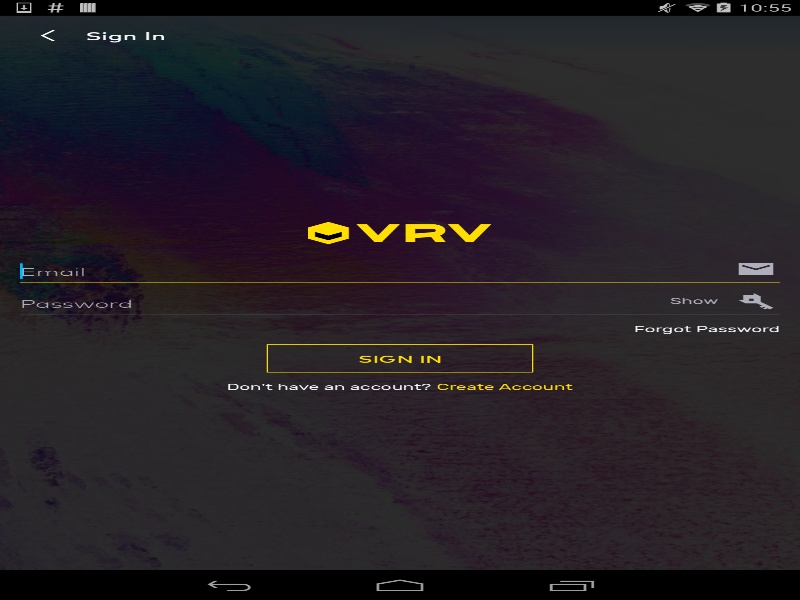 10:55
Sign In
VRV
Email
Password
Show
Forgot Password
SIGN IN
Don't have an account? Create Account